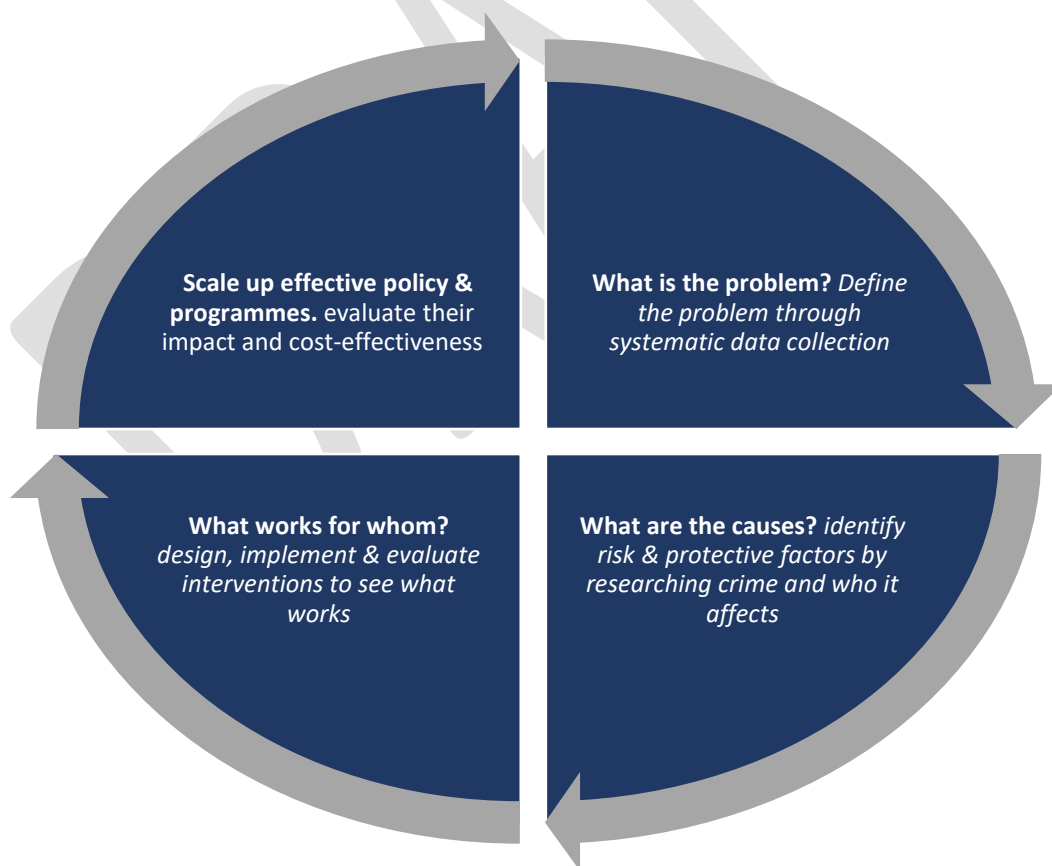 Scale up effective policy &
programmes. evaluate their
impact and cost-effectiveness
What is the problem? Define
the problem through
systematic data collection
What works for whom?
design, implement & evaluate
interventions to see what
works
What are the causes? identify
risk & protective factors by
researching crime and who it
affects